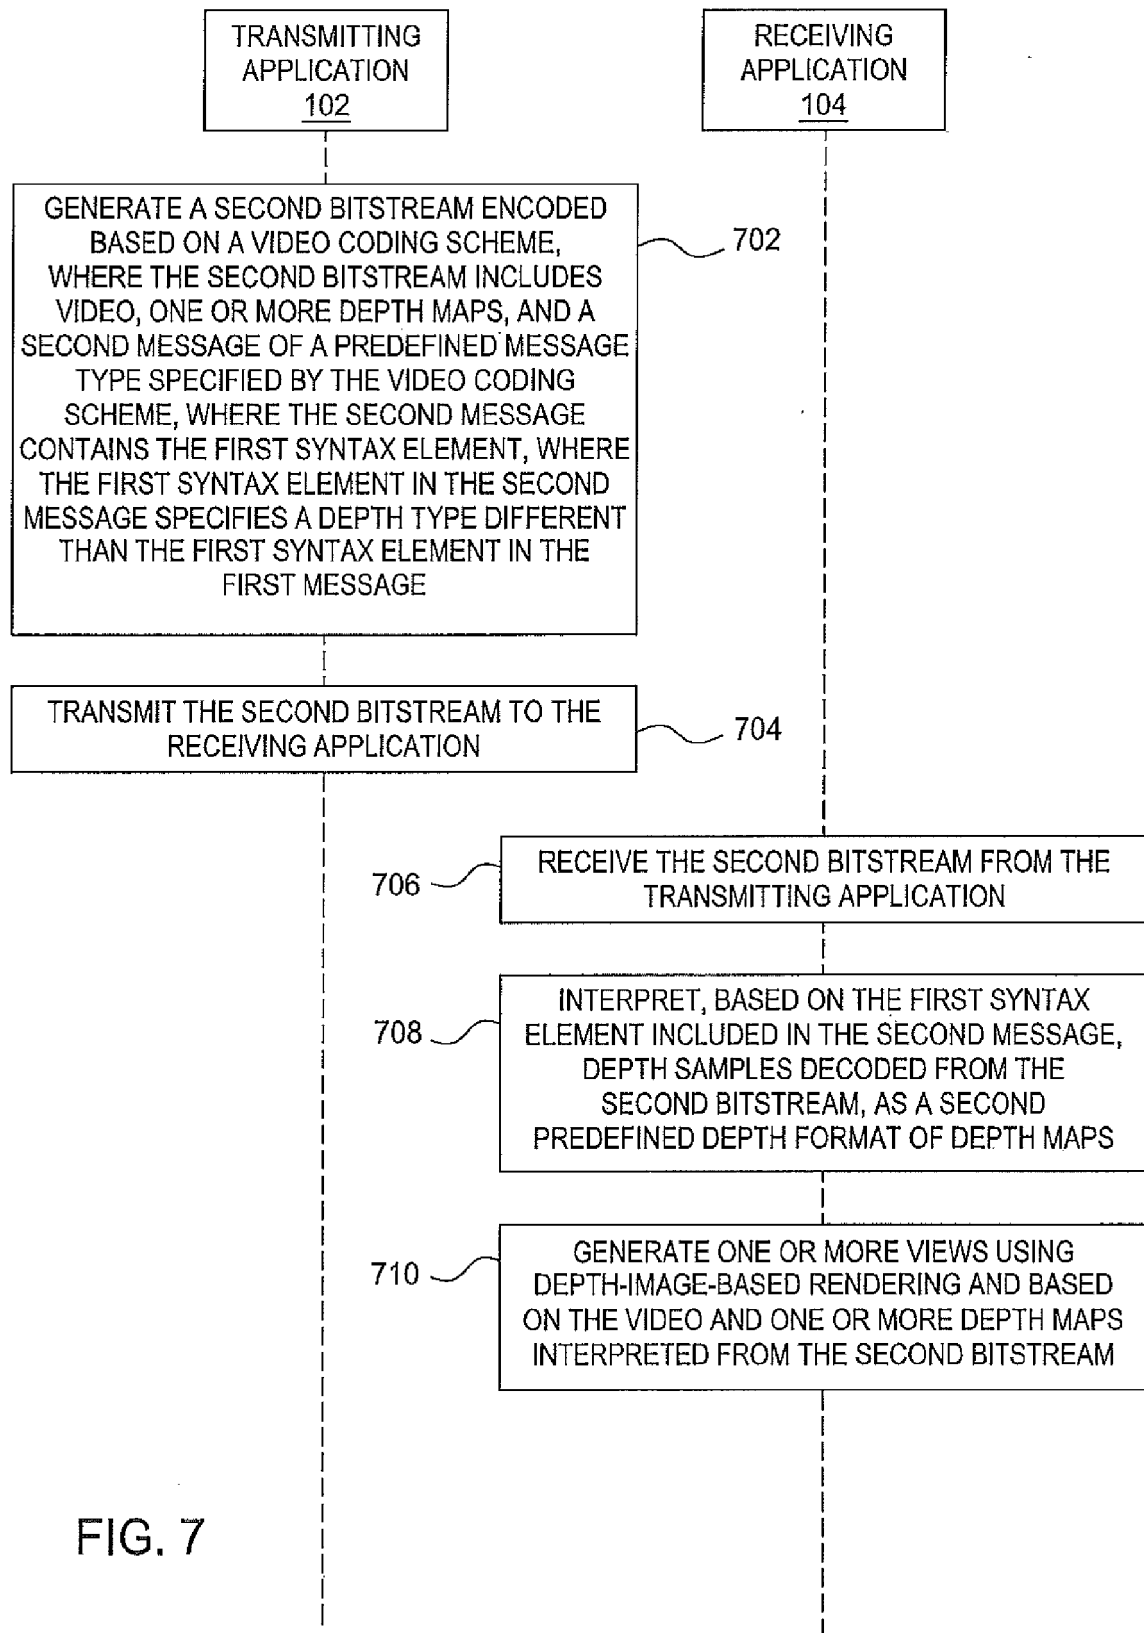 TRANSMITTING
APPLICATION
102
RECEIVING
APPLICATION
104
GENERATE A SECOND BITSTREAM ENCODED
BASED ON A VIDEO CODING SCHEME,
WHERE THE SECOND BITSTREAM INCLUDES
VIDEO, ONE OR MORE DEPTH MAPS, AND A
SECOND MESSAGE OF A PREDEFINED MESSAGE
TYPE SPECIFIED BY THE VIDEO CODING
SCHEME, WHERE THE SECOND MESSAGE
CONTAINS THE FIRST SYNTAX ELEMENT, WHERE
THE FIRST SYNTAX ELEMENT IN THE SECOND
MESSAGE SPECIFIES A DEPTH TYPE DIFFERENT
THAN THE FIRST SYNTAX ELEMENT IN THE
FIRST MESSAGE
702
TRANSMIT THE SECOND BITSTREAM TO THE
RECEIVING APPLICATION
704
706
RECEIVE THE SECOND BITSTREAM FROM THE
TRANSMITTING APPLICATION
708
INTERPRET, BASED ON THE FIRST SYNTAX
ELEMENT INCLUDED IN THE SECOND MESSAGE,
DEPTH SAMPLES DECODED FROM THE
SECOND BITSTREAM, AS A SECOND
PREDEFINED DEPTH FORMAT OF DEPTH MAPS
710
GENERATE ONE OR MORE VIEWS USING
DEPTH-IMAGE-BASED RENDERING AND BASED
ON THE VIDEO AND ONE OR MORE DEPTH MAPS
INTERPRETED FROM THE SECOND BITSTREAM
FIG. 7